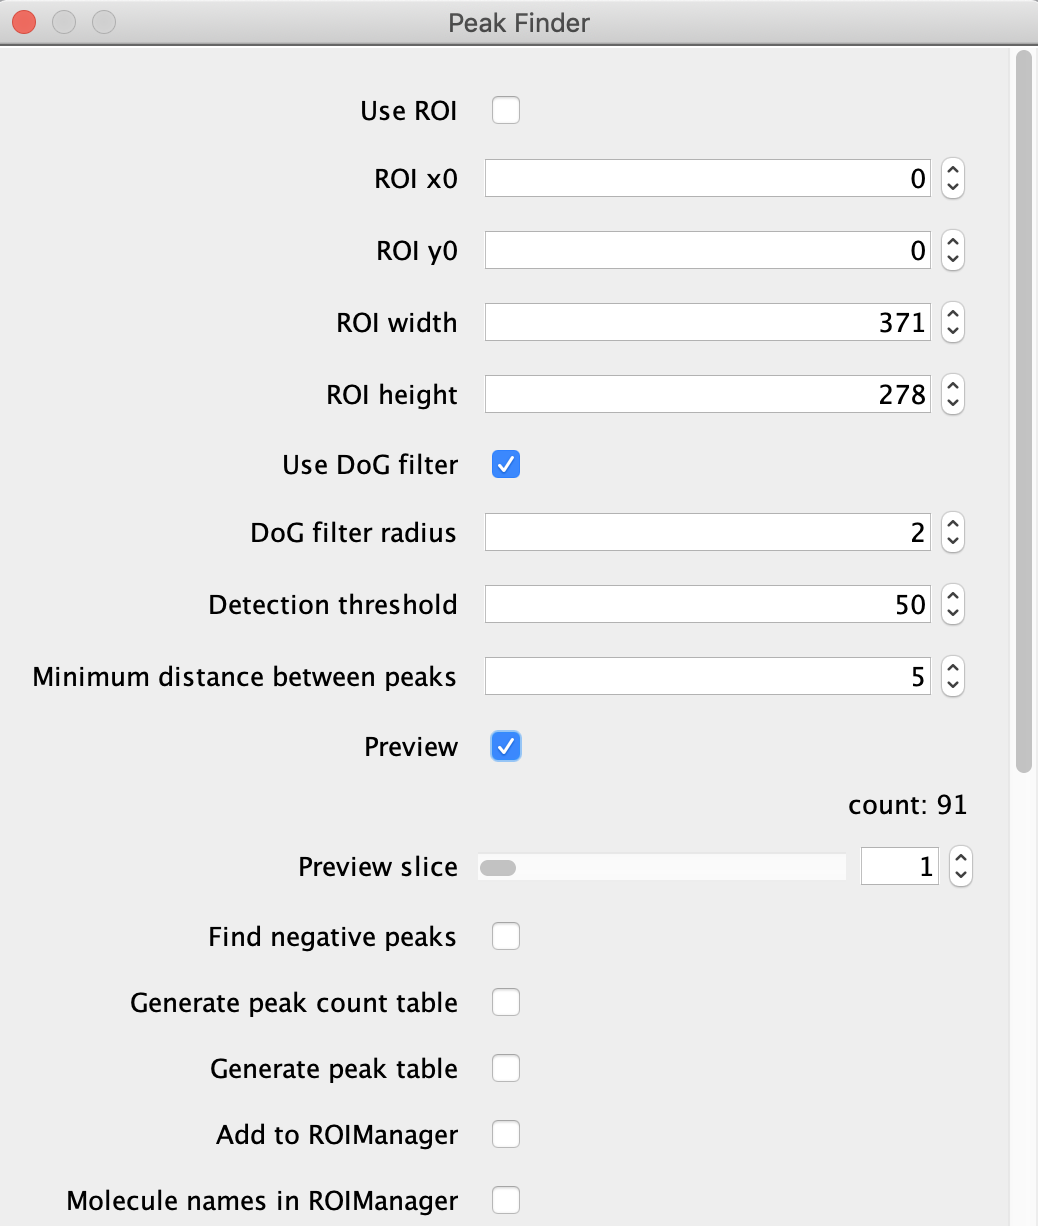 Peak Finder
Use ROI
ROI x0 0
ROI y0 0
ROI width 371
ROI height 278
Use DoG filter
DoG filter radius 2
Detection threshold 50
Minimum distance between peaks 5
Preview
count: 91
Preview slice 1
Find negative peaks
Generate peak count table
Generate peak table
Add to ROIManager
Molecule names in ROIManager